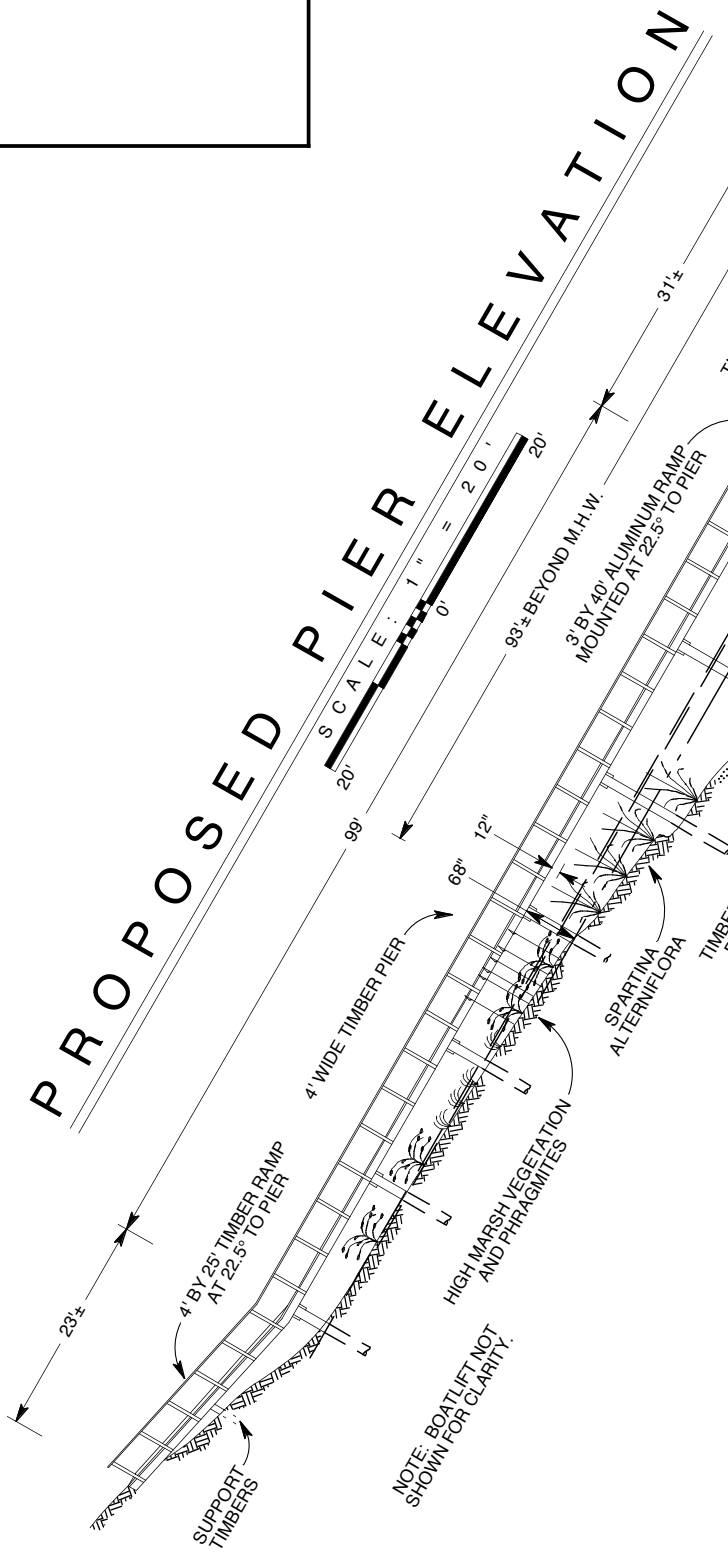 PROPOSED PIER ELEVATION
SCALE: 1" = 20'
20'
0'
20'
31'±
93'± BEYOND M.H.W.
99'
23'±
3' BY 40' ALUMINUM RAMP
MOUNTED AT 22.5° TO PIER
12"
68"
4' WIDE TIMBER PIER
4' BY 25' TIMBER RAMP
AT 22.5° TO PIER
SPARTINA
ALTERNIFLORA
HIGH MARSH VEGETATION
AND PHRAGMITES
SUPPORT
TIMBERS
NOTE: BOATLIFT NOT
SHOWN FOR CLARITY.